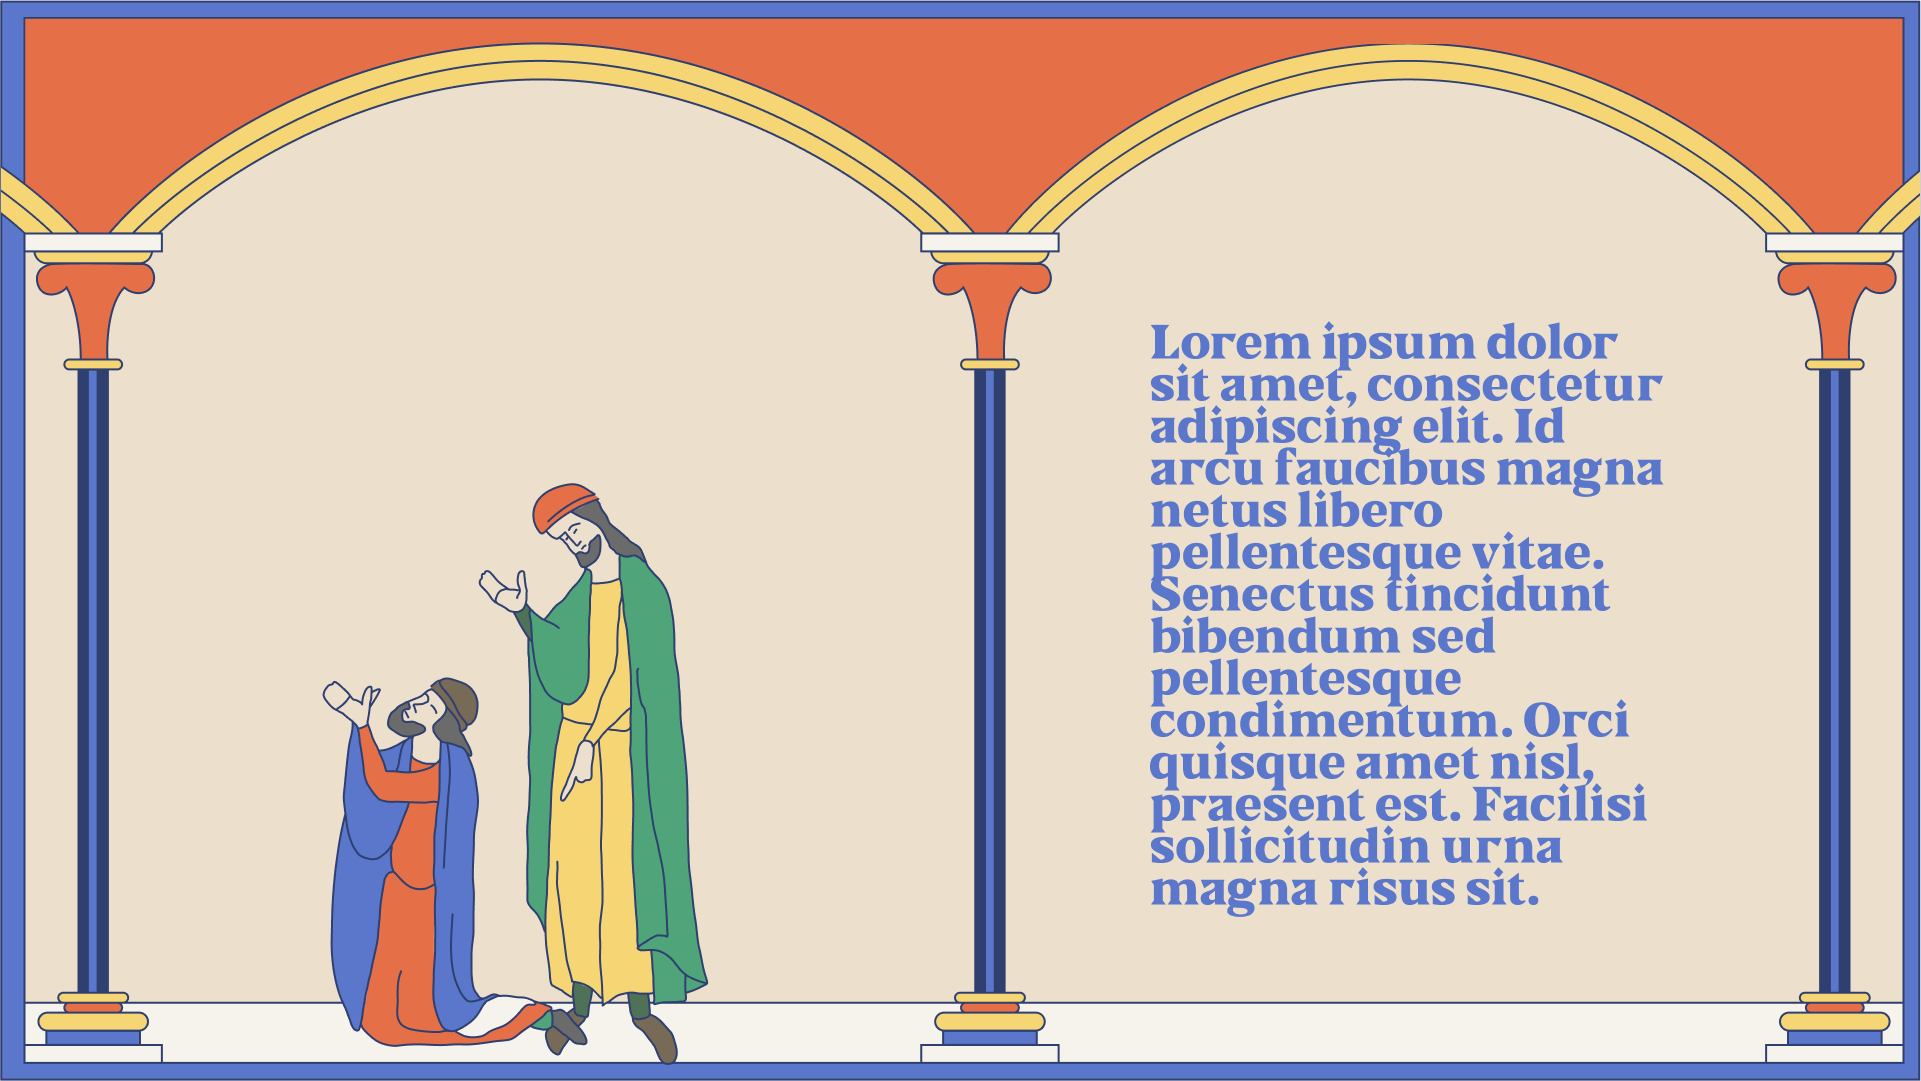 Lorem ipsum dolor
sit amet, consectetur
adipiscing elit. Id
arcu faucibus magna
netus libero
pellentesque vitae.
Senectus tincidunt
bibendum sed
pellentesque
condimentum. Orci
quisque amet nisl,
praesent est. Facilisi
sollicitudin urna
magna risus sit.